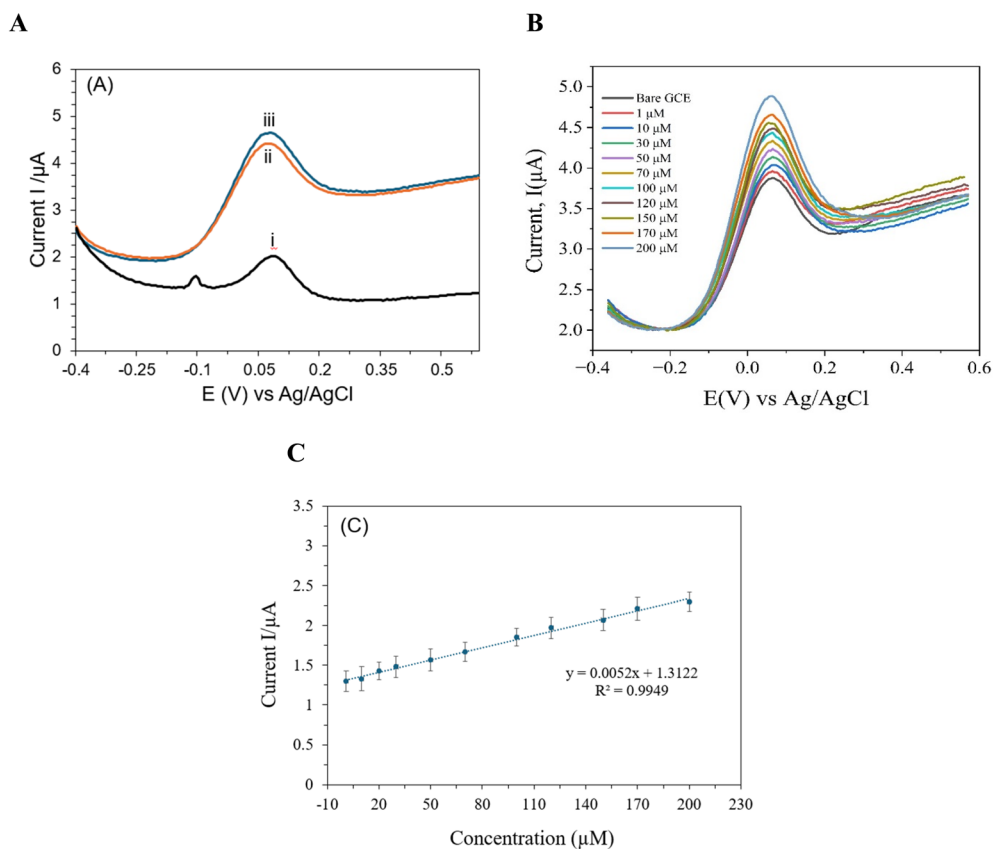 A
(A)
Current I /µA
6
5
4
3
2
1
0
iii
ii
i
-0.4
-0.25
-0.1
0.05
0.2
0.35
0.5
E (V) vs Ag/AgCl
B
Current, I(µA)
5.0
4.5
4.0
3.5
3.0
2.5
2.0
Bare GCE
1 µM
10 µM
30 µM
50 µM
70 µM
100 µM
120 µM
150 µM
170 µM
200 µM
−0.4
−0.2
0.0
0.2
0.4
0.6
E(V) vs Ag/AgCl
C
(C)
Current I/µA
3.5
3
2.5
2
1.5
1
0.5
0
y = 0.0052x + 1.3122
R² = 0.9949
-10
20
50
80
110
140
170
200
230
Concentration (µM)